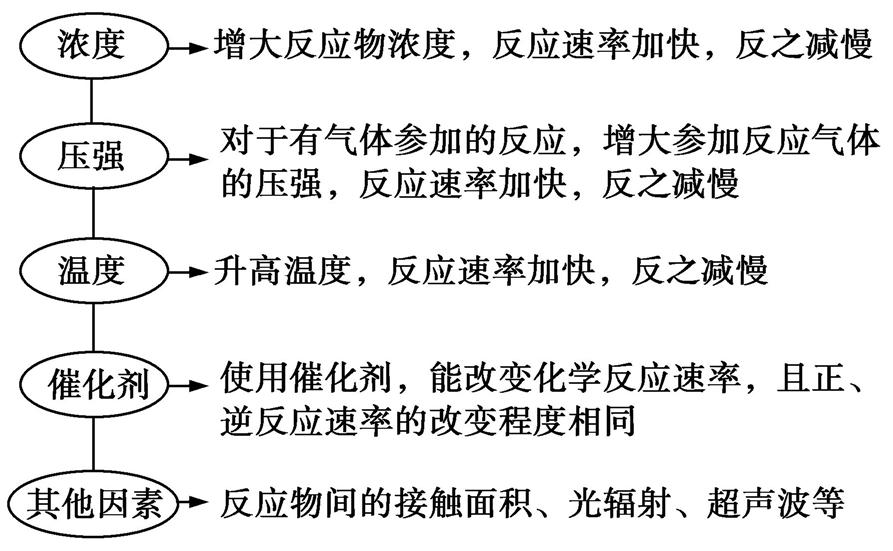 浓度
增大反应物浓度，反应速率加快，反之减慢
压强
对于有气体参加的反应，增大参加反应气体
的压强，反应速率加快，反之减慢
温度
升高温度，反应速率加快，反之减慢
催化剂
使用催化剂，能改变化学反应速率，且正、
逆反应速率的改变程度相同
其他因素
反应物间的接触面积、光辐射、超声波等